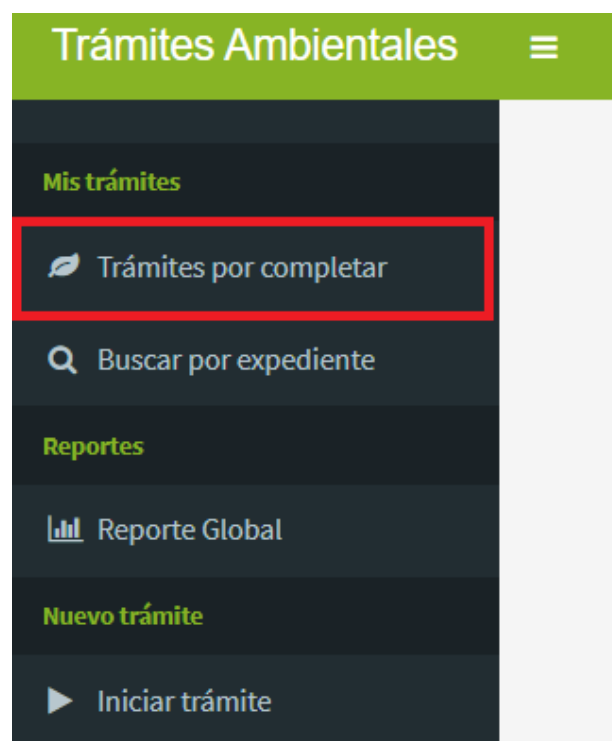 Trámites Ambientales
Mis trámites
Trámites por completar
Buscar por expediente
Reportes
Reporte Global
Nuevo trámite
Iniciar trámite